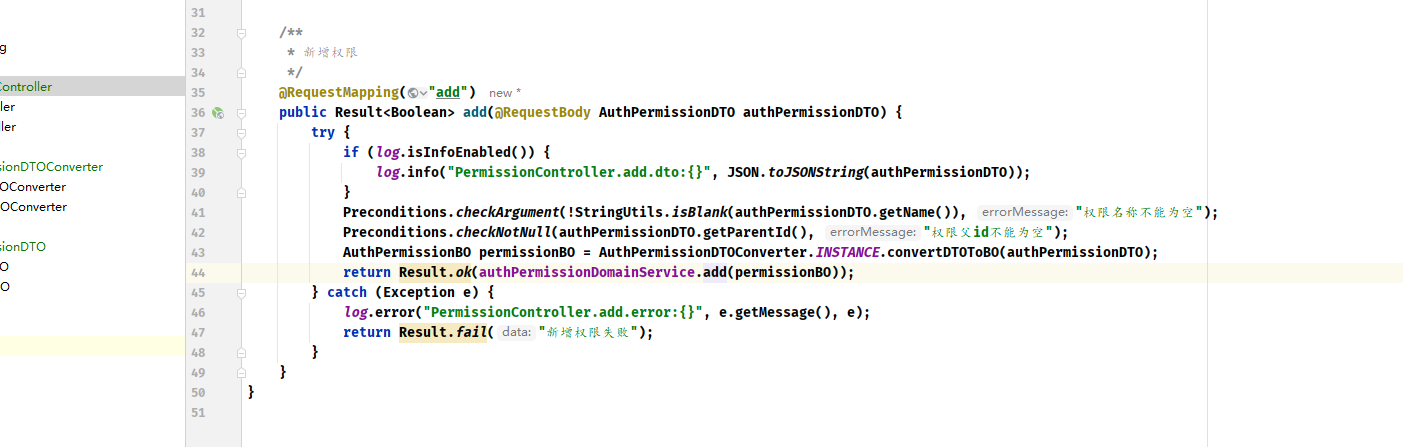 31
32 /**
33 * 新增权限
34 */
35 @RequestMapping("add") new *
36 public Result<Boolean> add(@RequestBody AuthPermissionDTO authPermissionDTO) {
37 try {
38 if (log.isInfoEnabled()) {
39 log.info("PermissionController.add.dto:{}", JSON.toJSONString(authPermissionDTO));
40 }
41 Preconditions.checkArgument(!StringUtils.isBlank(authPermissionDTO.getName()), errorMessage: "权限名称不能为空");
42 Preconditions.checkNotNull(authPermissionDTO.getParentId(), errorMessage: "权限父id不能为空");
43 AuthPermissionBO permissionBO = AuthPermissionDTOConverter.INSTANCE.convertDTOToBO(authPermissionDTO);
44 return Result.ok(authPermissionDomainService.add(permissionBO));
45 } catch (Exception e) {
46 log.error("PermissionController.add.error:{}", e.getMessage(), e);
47 return Result.fail( data: "新增权限失败");
48 }
49 }
50 }
51
g
Controller
ler
ller
sionDTOConverter
OConverter
OConverter
sionDTO
O
O